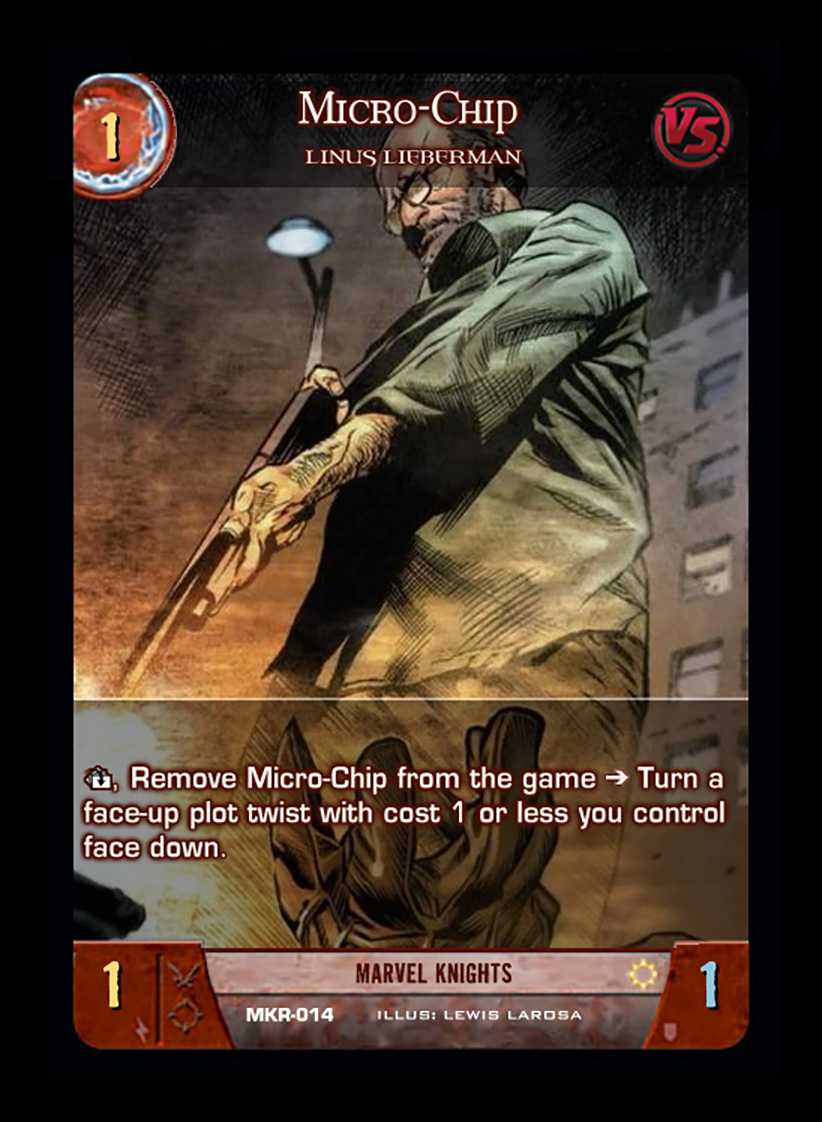 1
MICRO-CHIP
VS.
LINUS LIEBERMAN
, Remove Micro-Chip from the game → Turn a
face-up plot twist with cost 1 or less you control
face down.
1
MARVEL KNIGHTS
1
MKR-014 ILLUS: LEWIS LAROSA